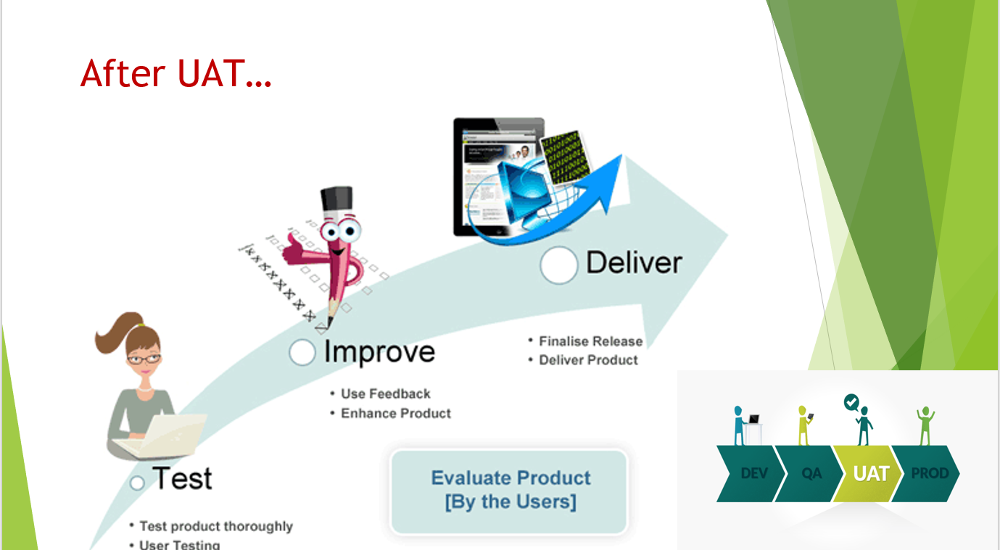 After UAT...
Deliver
• Finalise Release
• Deliver Product
Improve
• Use Feedback
• Enhance Product
Test
• Test product thoroughly
• User Testing
Evaluate Product
[By the Users]
DEV
QA
UAT
PROD